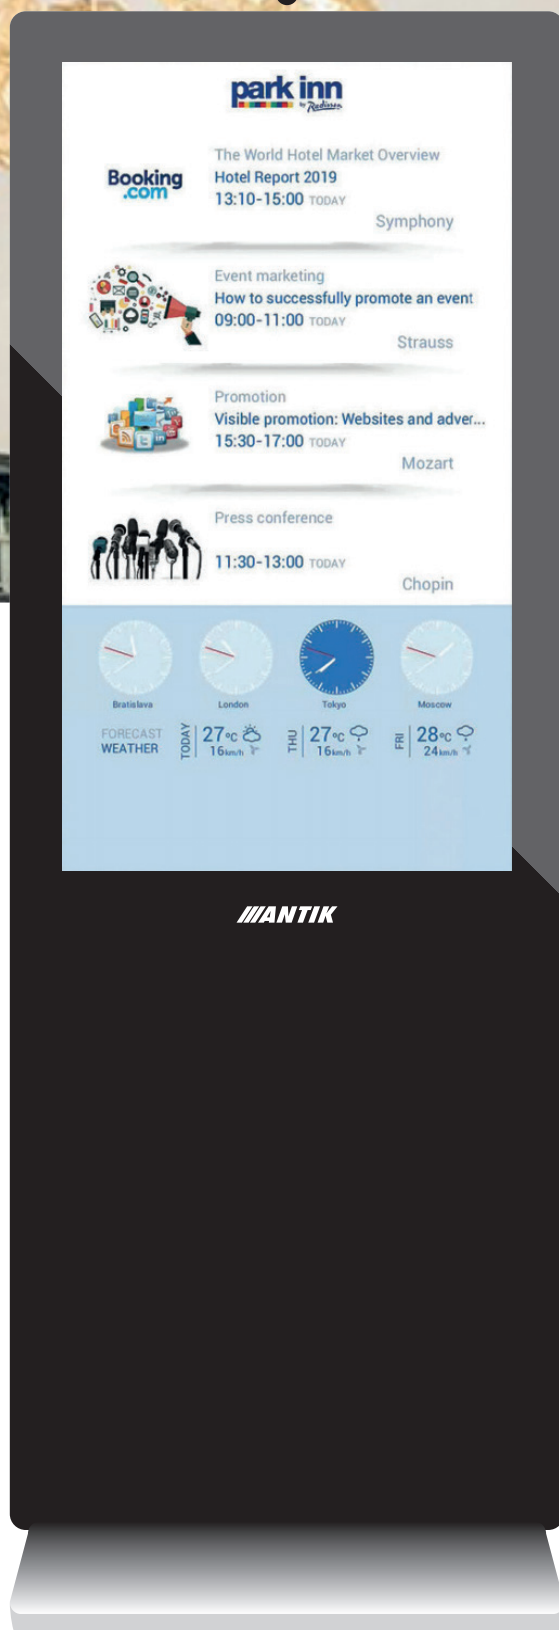 park inn
by Radisson
Booking
.com
The World Hotel Market Overview
Hotel Report 2019
13:10-15:00 TODAY
Symphony
Event marketing
How to successfully promote an event
09:00-11:00 TODAY
Strauss
Promotion
Visible promotion: Websites and adver...
15:30-17:00 TODAY
Mozart
Press conference
11:30-13:00 TODAY
Chopin
Bratislava London Tokyo Moscow
FORECAST
WEATHER
TODAY
27°C
16km/h
THU
27°C
16km/h
FRI
28°C
24km/h
ANTIK